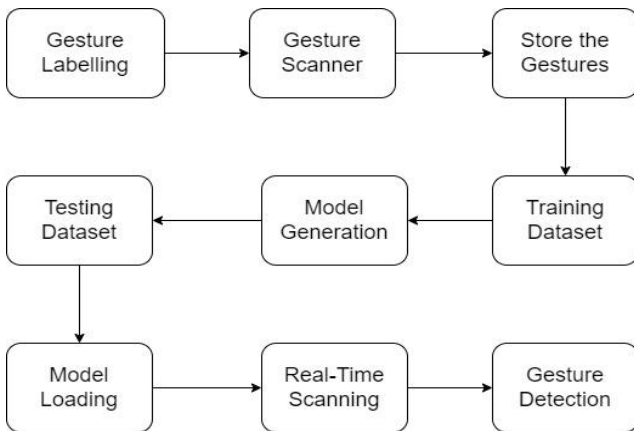 Gesture
Labelling
Gesture
Scanner
Store the
Gestures
Training
Dataset
Model
Generation
Testing
Dataset
Model
Loading
Real-Time
Scanning
Gesture
Detection